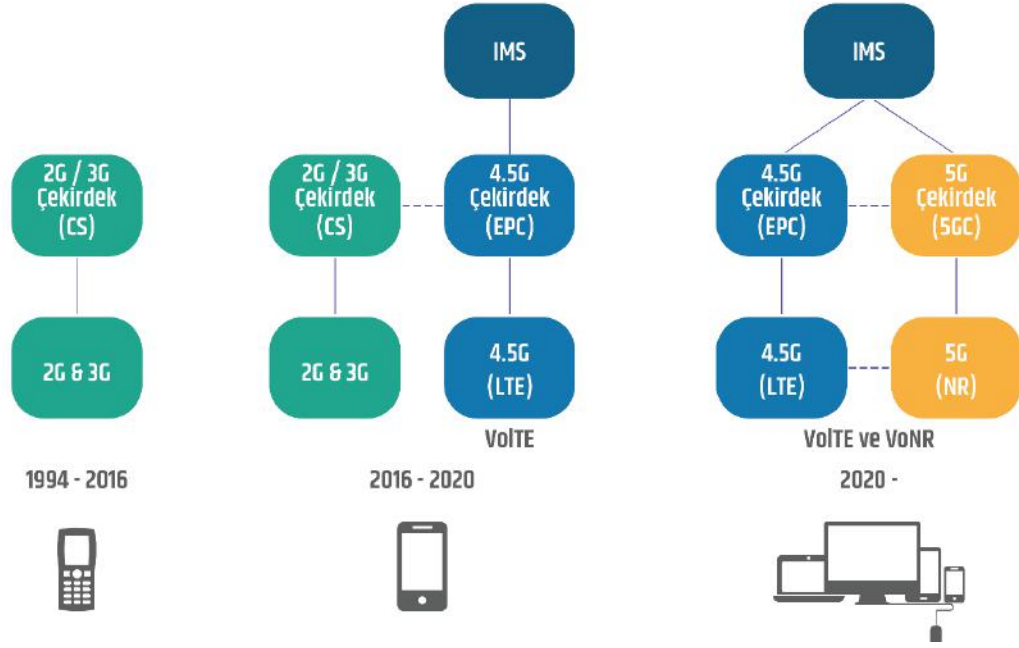 IMS
IMS
2G / 3G
Çekirdek
(CS)
2G / 3G
Çekirdek
(CS)
4.5G
Çekirdek
(EPC)
4.5G
Çekirdek
(EPC)
5G
Çekirdek
(5GC)
2G & 3G
2G & 3G
4.5G
(LTE)
4.5G
(LTE)
5G
(NR)
VolTE
VolTE ve VoNR
1994 - 2016
2016 - 2020
2020 -